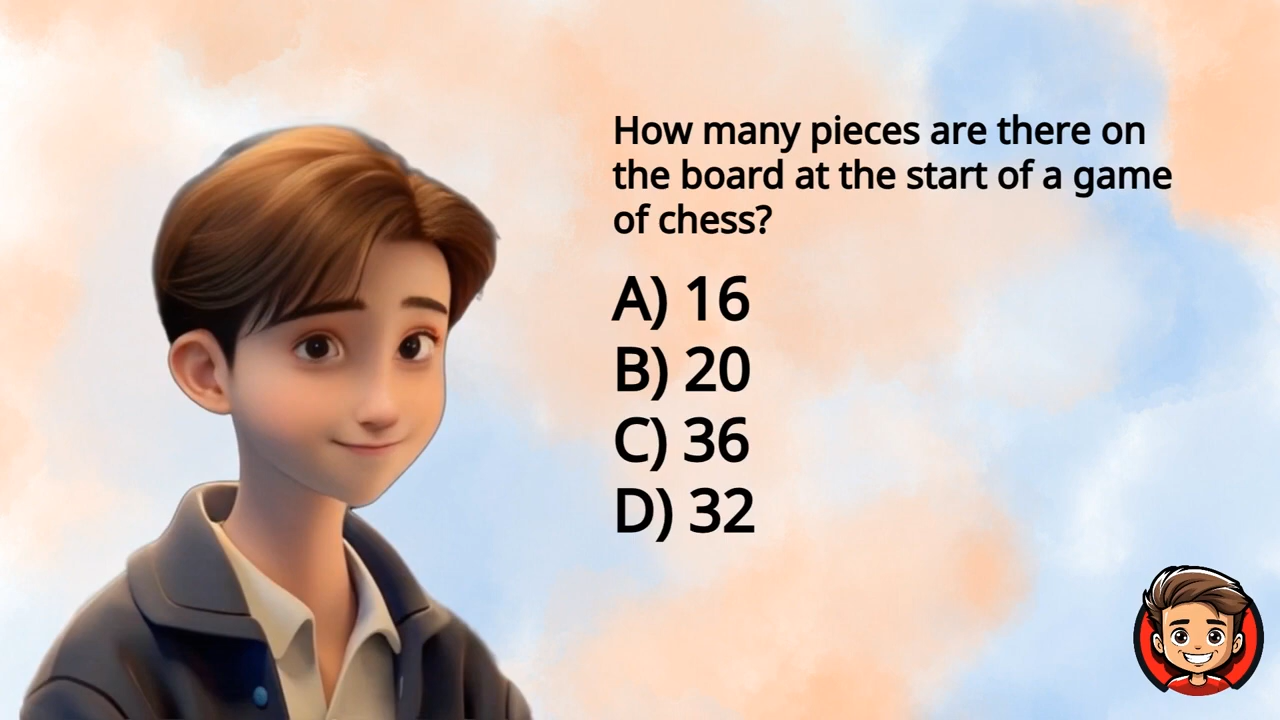 How many pieces are there on
the board at the start of a game
of chess?
A) 16
B) 20
C) 36
D) 32